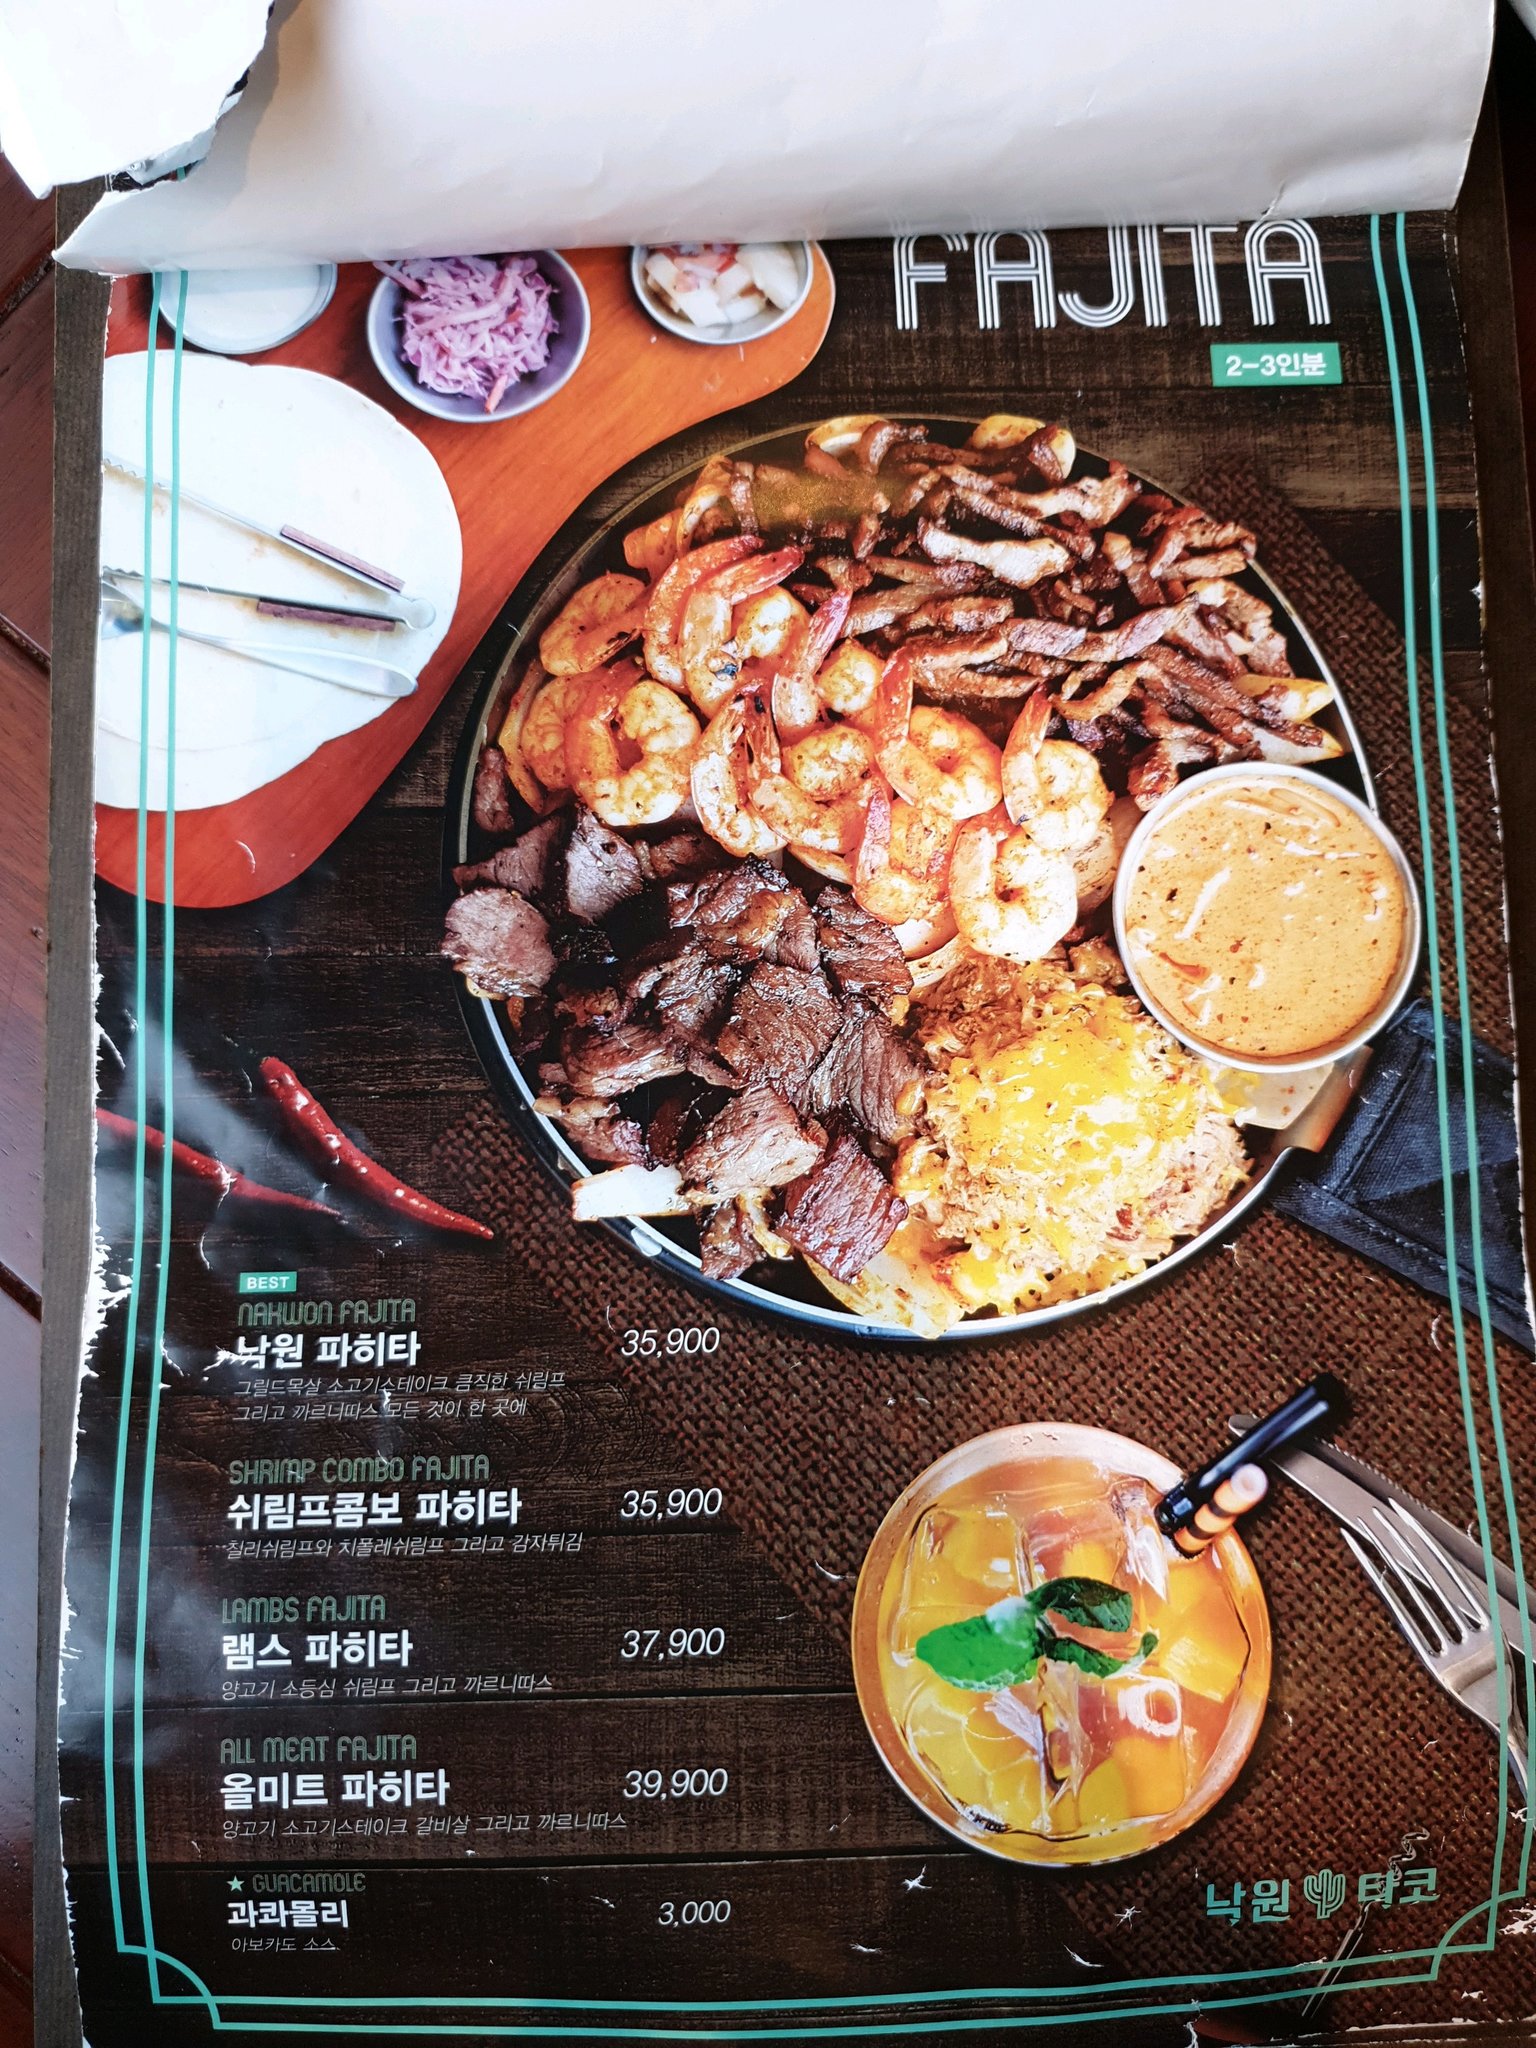 FAJITA
2-3인분
BEST
NAKWON FAJITA
낙원 파히타 35,900
그릴드목살 소고기스테이크 큼직한 쉬림프
그리고 까르니따스 모든 것이 한 곳에
SHRIMP COMBO FAJITA
쉬림프콤보 파히타 35,900
칠리쉬림프와 치폴레쉬림프 그리고 감자튀김
LAMBS FAJITA
램스 파히타 37,900
양고기 소등심 쉬림프 그리고 까르니따스
ALL MEAT FAJITA
올미트 파히타 39,900
양고기 소고기스테이크 갈비살 그리고 까르니따스
★ GUACAMOLE
과콰몰리 3,000
아보카도 소스
낙원 타코